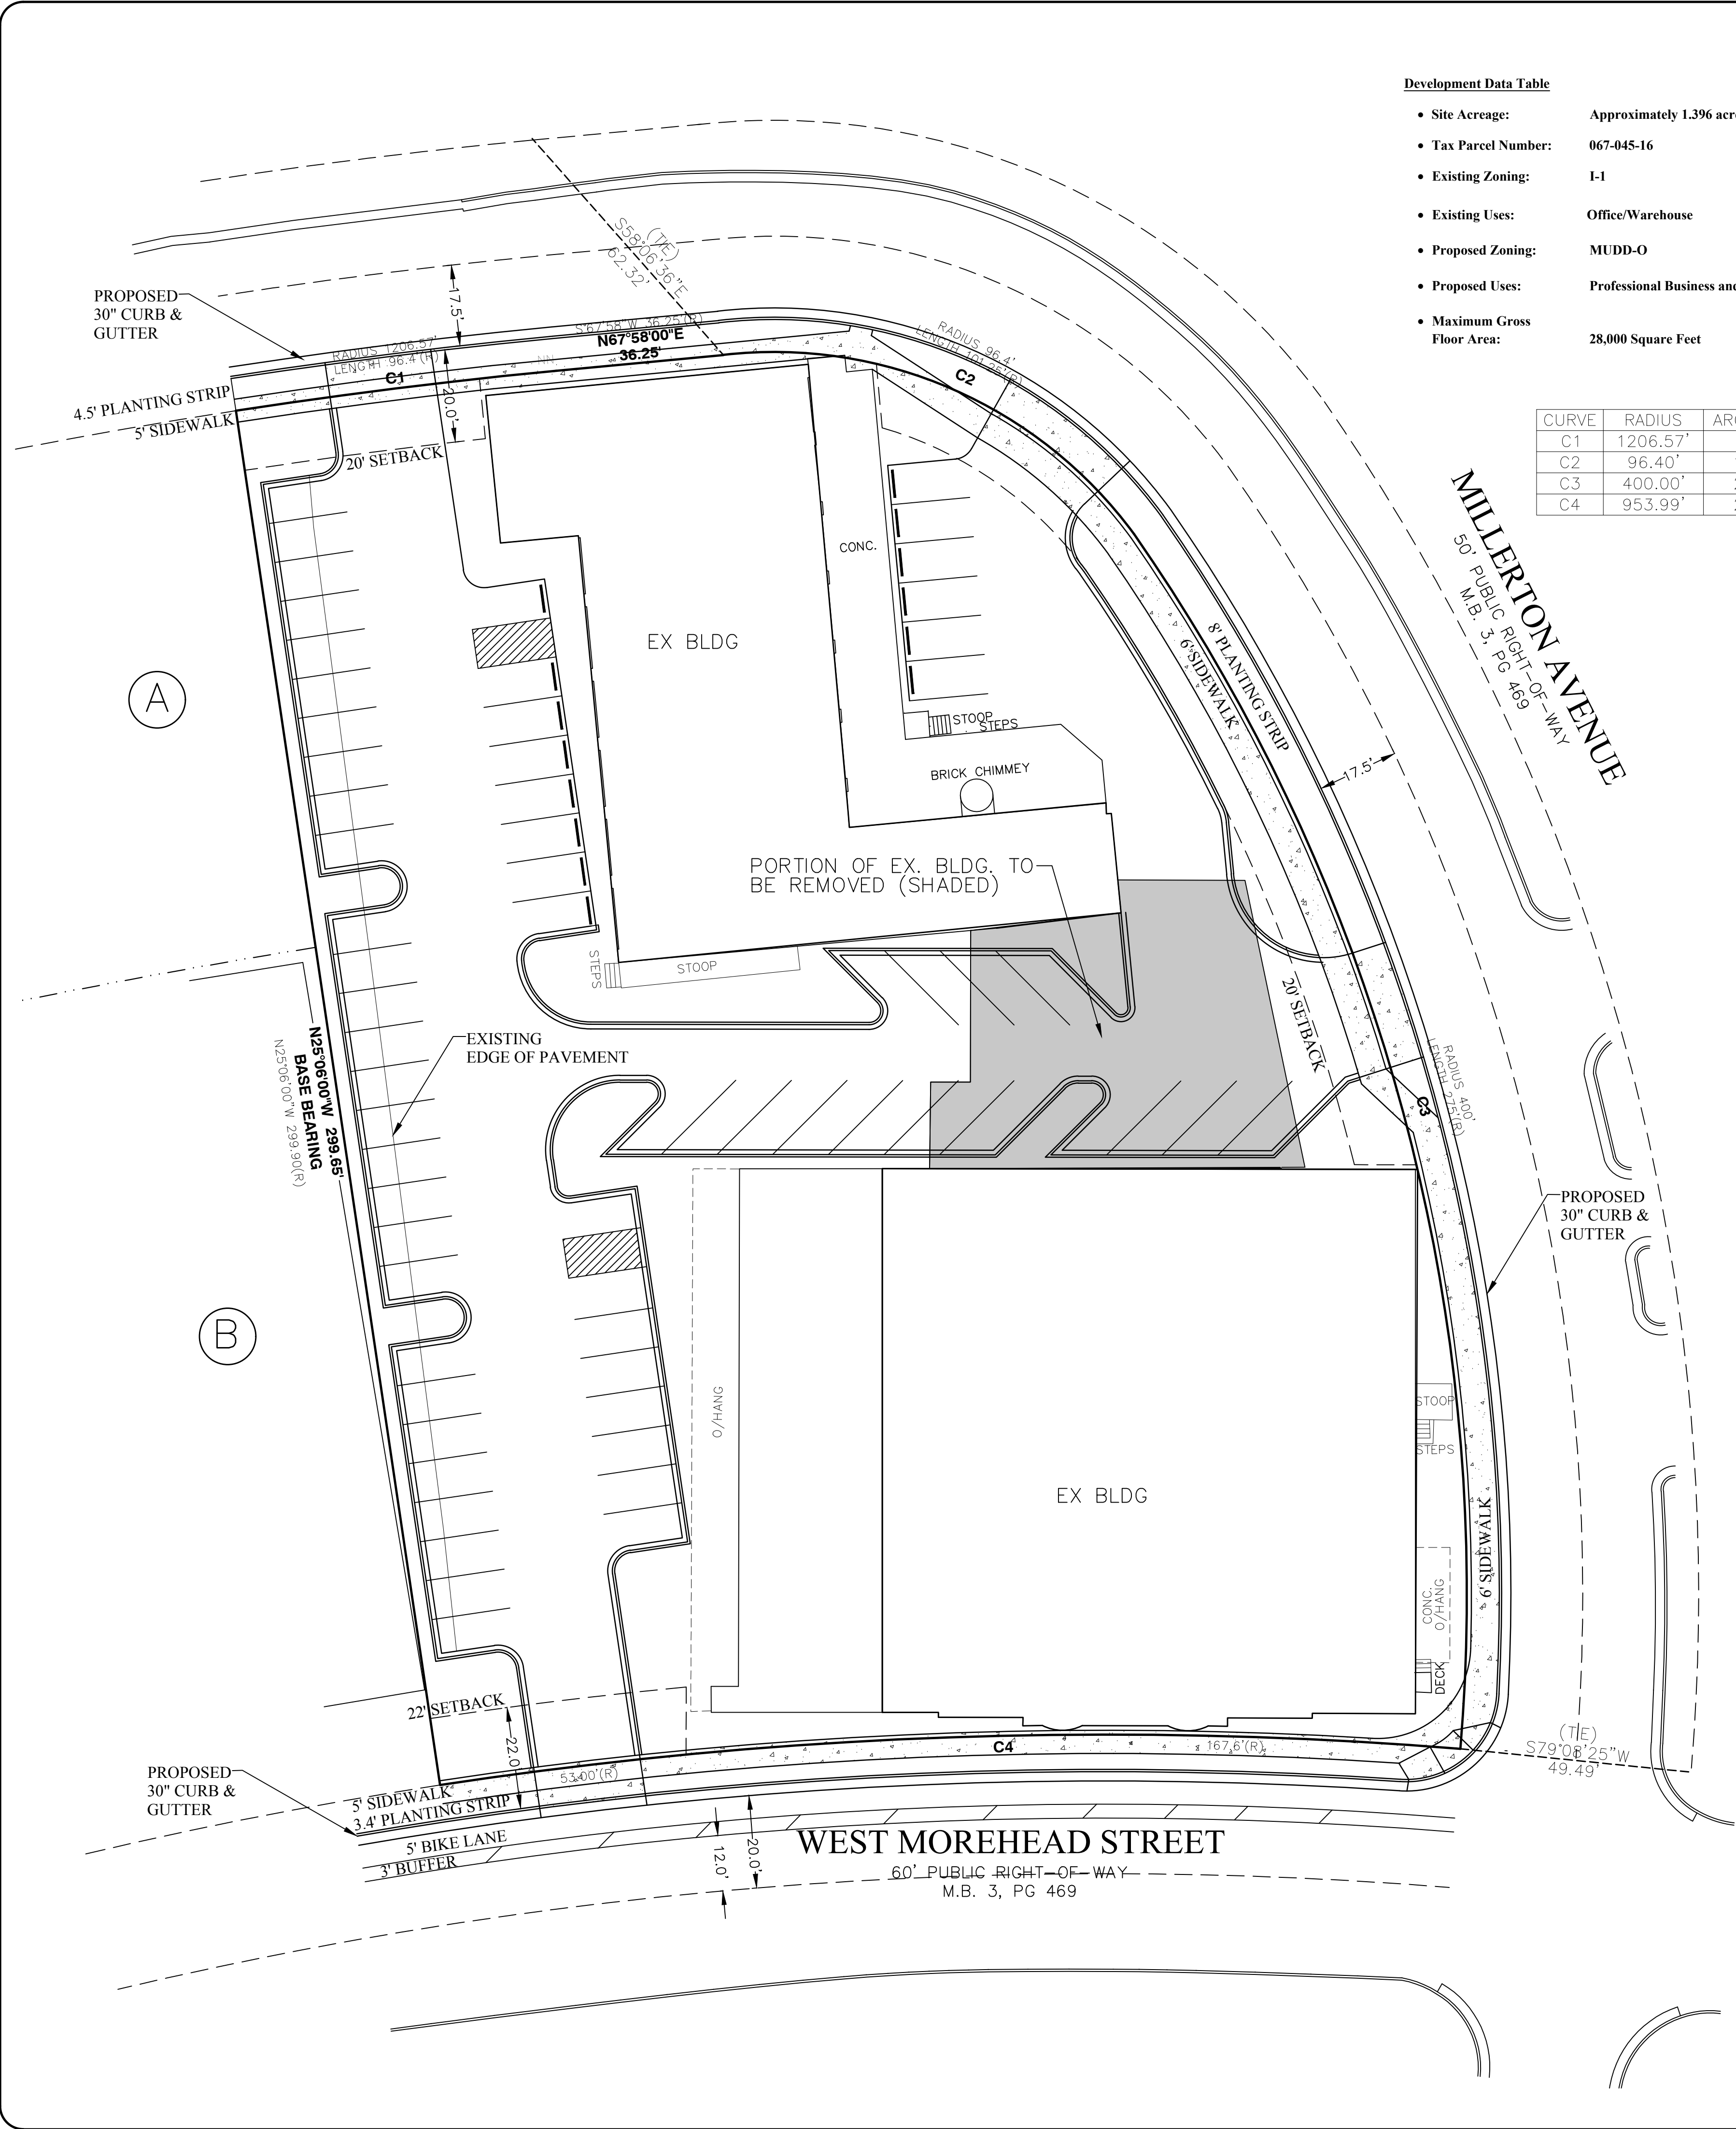 Development Data Table
• Site Acreage: Approximately 1.396 acr
• Tax Parcel Number: 067-045-16
• Existing Zoning: I-1
• Existing Uses: Office/Warehouse
• Proposed Zoning: MUDD-O
• Proposed Uses: Professional Business and
• Maximum Gross
Floor Area: 28,000 Square Feet
CURVE RADIUS
C1 1206.57'
C2 96.40'
C3 400.00'
C4 953.99'
(TIE)
S58°06'36"E
62.32'
PROPOSED
30" CURB &
GUTTER
17.5'
S'67°58"W 36.25'(R)
N67°58'00"E
36.25'
RADIUS 1206.57'
LENGTH 96.4'(R)
C1
RADIUS 96.4'
LENGTH 101.25'(R)
C2
4.5' PLANTING STRIP
5' SIDEWALK
20.0'
20' SETBACK
CONC.
EX BLDG
A
STOOP
STEPS
BRICK CHIMMEY
8' PLANTING STRIP
6' SIDEWALK
MILLERTON AVENUE
50' PUBLIC RIGHT-OF-WAY
M.B. 3, PG 469
17.5'
PORTION OF EX. BLDG. TO
BE REMOVED (SHADED)
STEPS
STOOP
20' SETBACK
EXISTING
EDGE OF PAVEMENT
N25°06'00"W 299.65'
BASE BEARING
N25°06'00"W 299.90(R)
RADIUS 400'
LENGTH 275'(R)
C3
PROPOSED
30" CURB &
GUTTER
B
O/HANG
STOOP
STEPS
EX BLDG
6' SIDEWALK
CONC.
O/HANG
DECK
22' SETBACK
22.0'
C4
167.6'(R)
53.00'(R)
(TIE)
S79°08'25"W
49.49'
PROPOSED
30" CURB &
GUTTER
5' SIDEWALK
3.4' PLANTING STRIP
5' BIKE LANE
3' BUFFER
12.0'
20.0'
WEST MOREHEAD STREET
60' PUBLIC RIGHT-OF-WAY
M.B. 3, PG 469